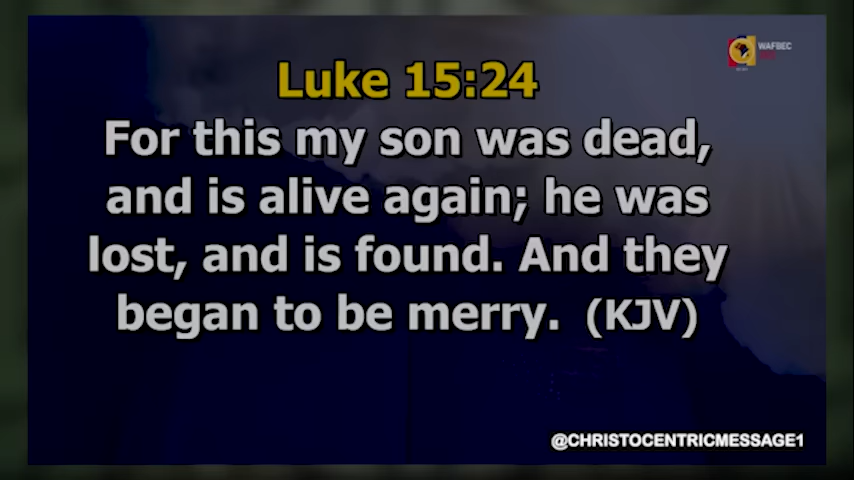 WAFBEC
Luke 15:24
For this my son was dead,
and is alive again; he was
lost, and is found. And they
began to be merry. (KJV)
@CHRISTOCENTRICMESSAGE1